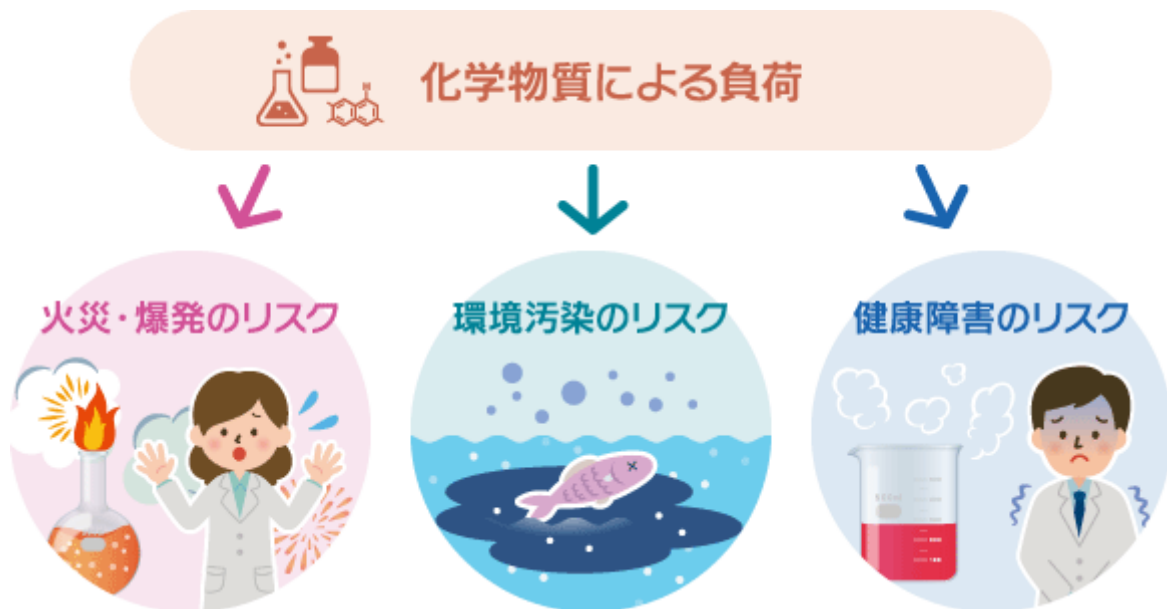 化学物質による負荷
火災・爆発のリスク
環境汚染のリスク
健康障害のリスク